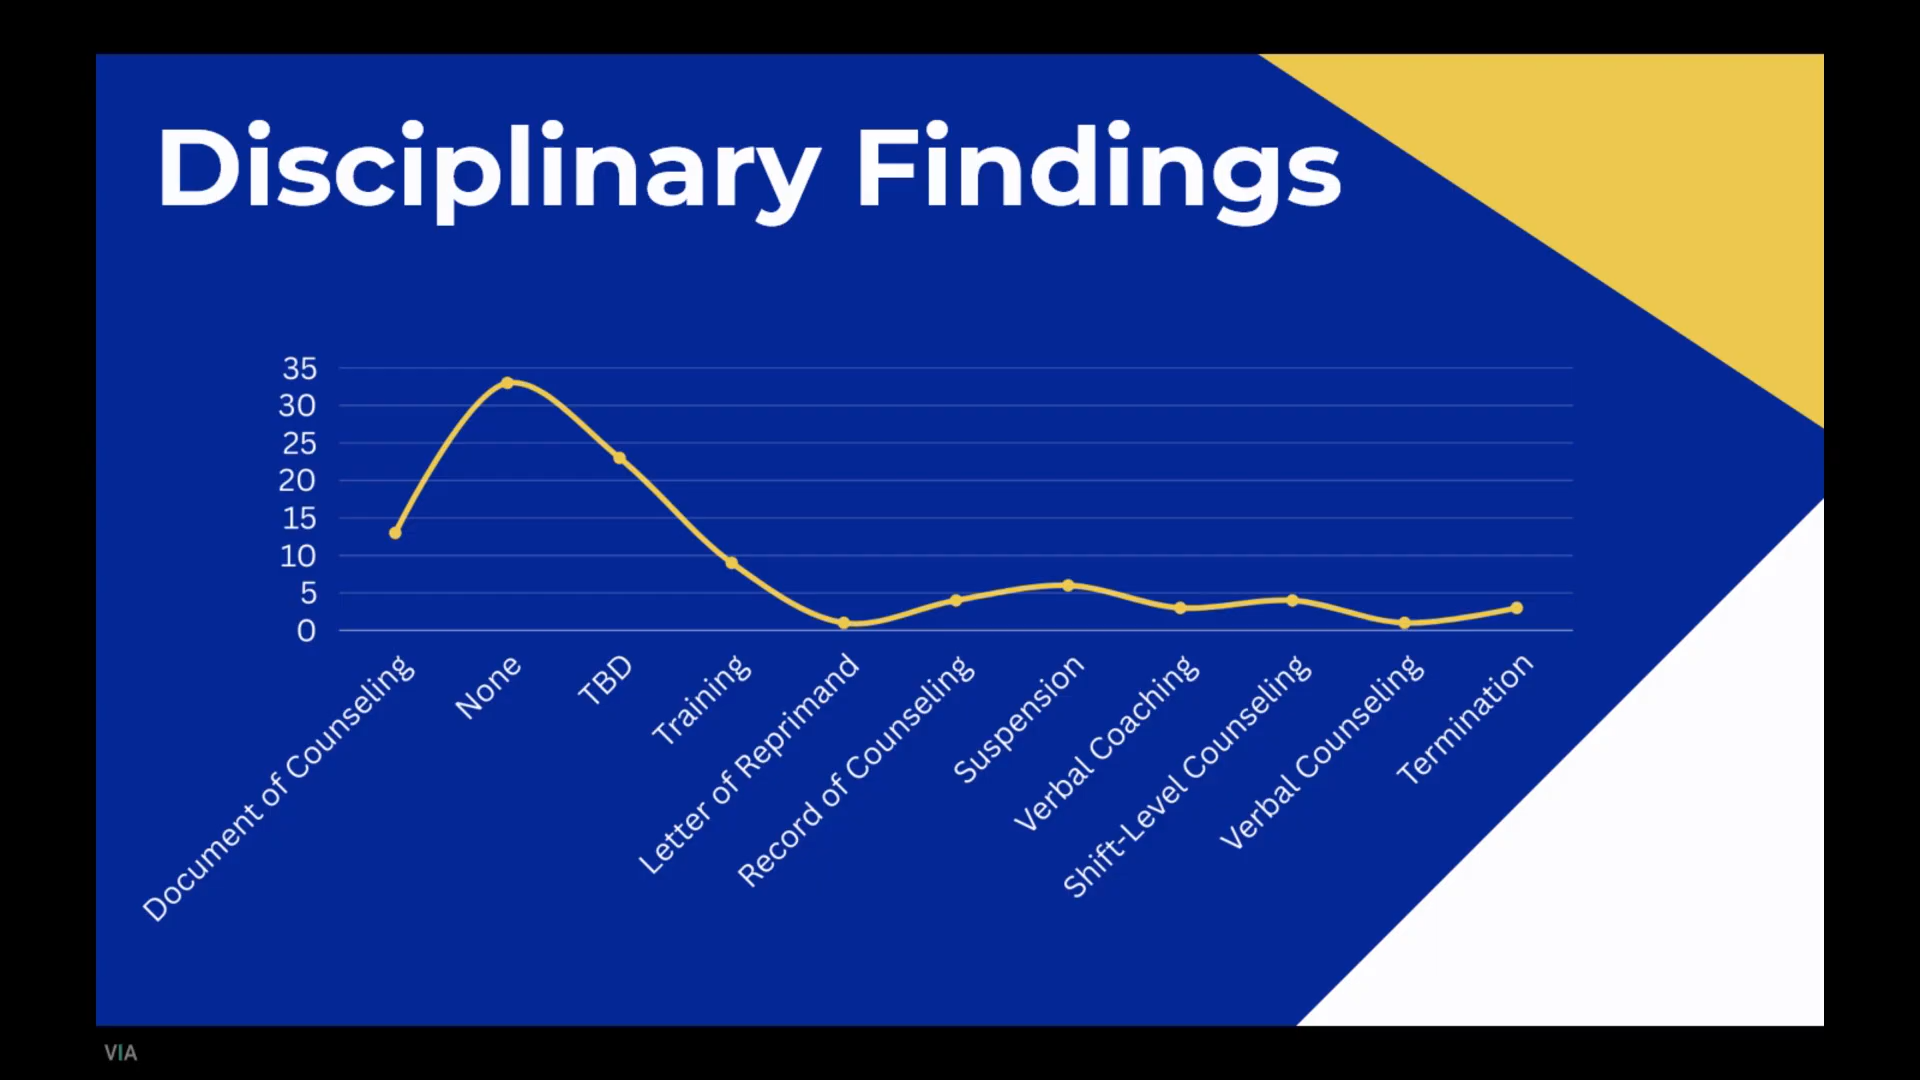 Disciplinary Findings
35
30
25
20
15
10
5
0
Document of Counseling
None
TBD
Training
Letter of Reprimand
Record of Counseling
Suspension
Verbal Coaching
Shift-Level Counseling
Verbal Counseling
Termination
VIA